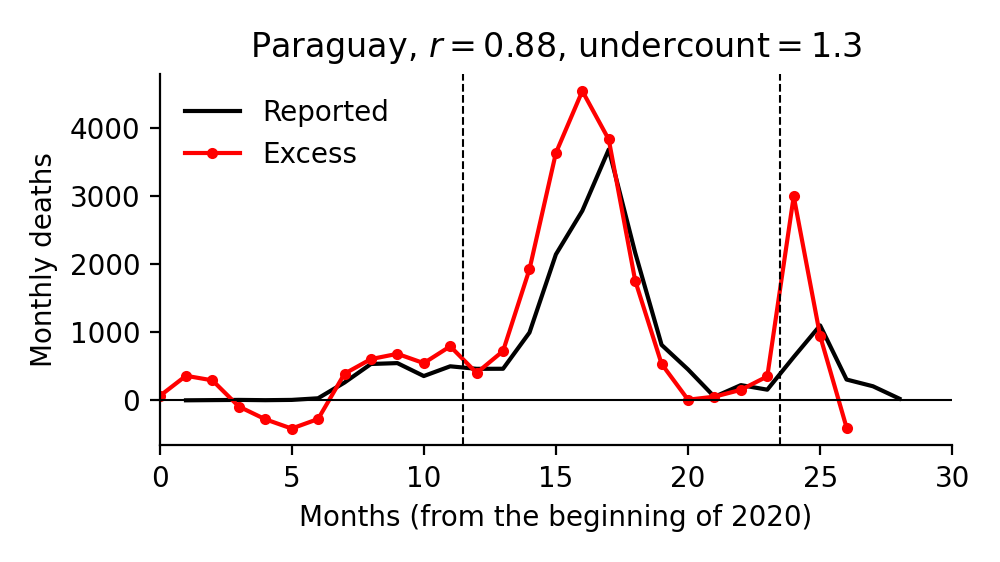 Paraguay, r = 0.88, undercount = 1.3
Reported
Excess
Monthly deaths
4000
3000
2000
1000
0
0 5 10 15 20 25 30
Months (from the beginning of 2020)